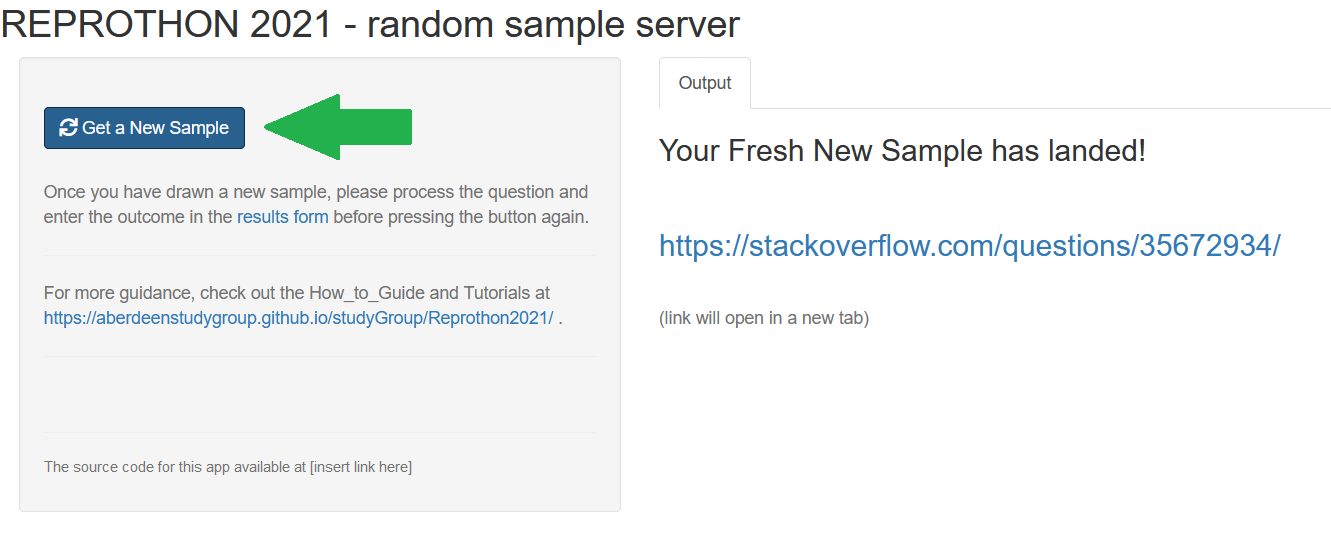 REPROTHON 2021 - random sample server
Get a New Sample
Once you have drawn a new sample, please process the question and
enter the outcome in the results form before pressing the button again.
For more guidance, check out the How_to_Guide and Tutorials at
https://aberdeenstudygroup.github.io/studyGroup/Reprothon2021/ .
The source code for this app available at [insert link here]
Output
Your Fresh New Sample has landed!
https://stackoverflow.com/questions/35672934/
(link will open in a new tab)